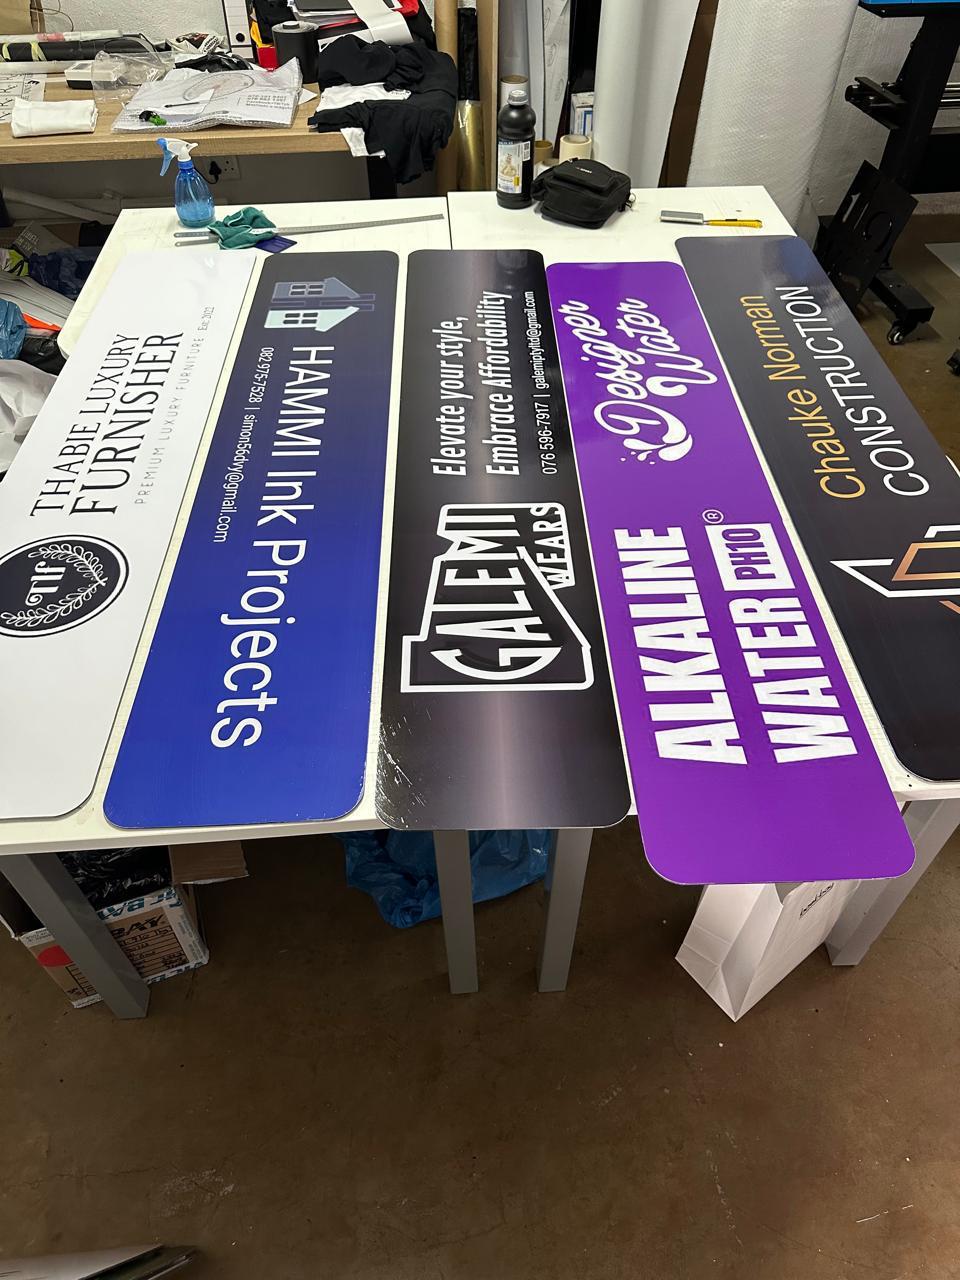 THABIE LUXURY
FURNISHER
PREMIUM LUXURY FURNITURE
Est: 2022
HAMMI Ink Projects
082 975-7528 | simon56dvy@gmail.com
Elevate your style,
Embrace Affordability
076 596-7917 | galemiptyltd@gmail.com
GALEMI
WEARS
Designer
Water
ALKALINE
WATER PH10®
Chauke Norman
CONSTRUCTION